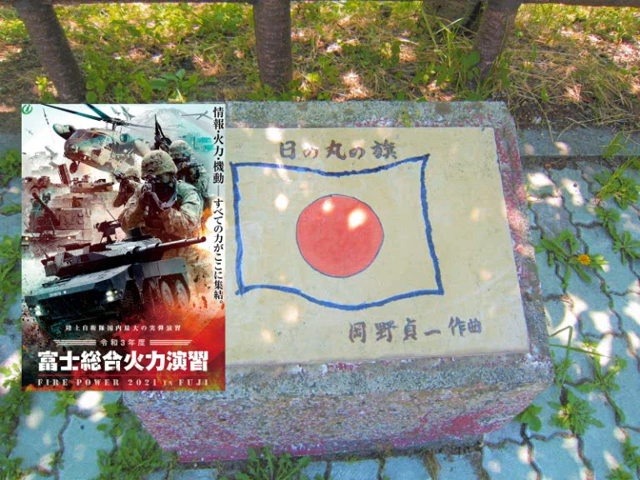 情報・火力・機動―すべての力がここに集結。
陸上自衛隊国内最大の実弾演習
令和3年度
富士総合火力演習
FIRE POWER 2021 IN FUJI
日の丸の旗
岡野貞一作曲